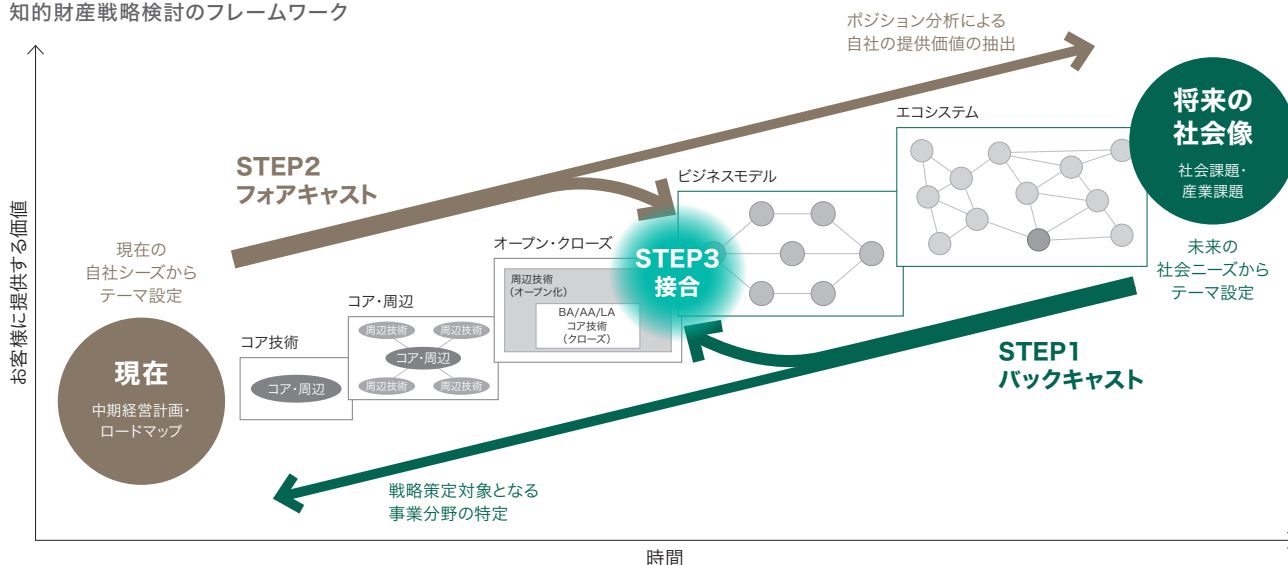 知的財産戦略検討のフレームワーク
ポジション分析による
自社の提供価値の抽出
将来の
社会像
社会課題・
産業課題
エコシステム
STEP2
フォアキャスト
ビジネスモデル
お客様に提供する価値
現在の
自社シーズから
テーマ設定
オープン・クローズ
STEP3
接合
未来の
社会ニーズから
テーマ設定
周辺技術
(オープン化)
BA/AA/LA
コア技術
(クローズ)
コア・周辺
周辺技術
周辺技術
コア・周辺
周辺技術
周辺技術
コア技術
コア・周辺
STEP1
バックキャスト
現在
中期経営計画・
ロードマップ
戦略策定対象となる
事業分野の特定
時間